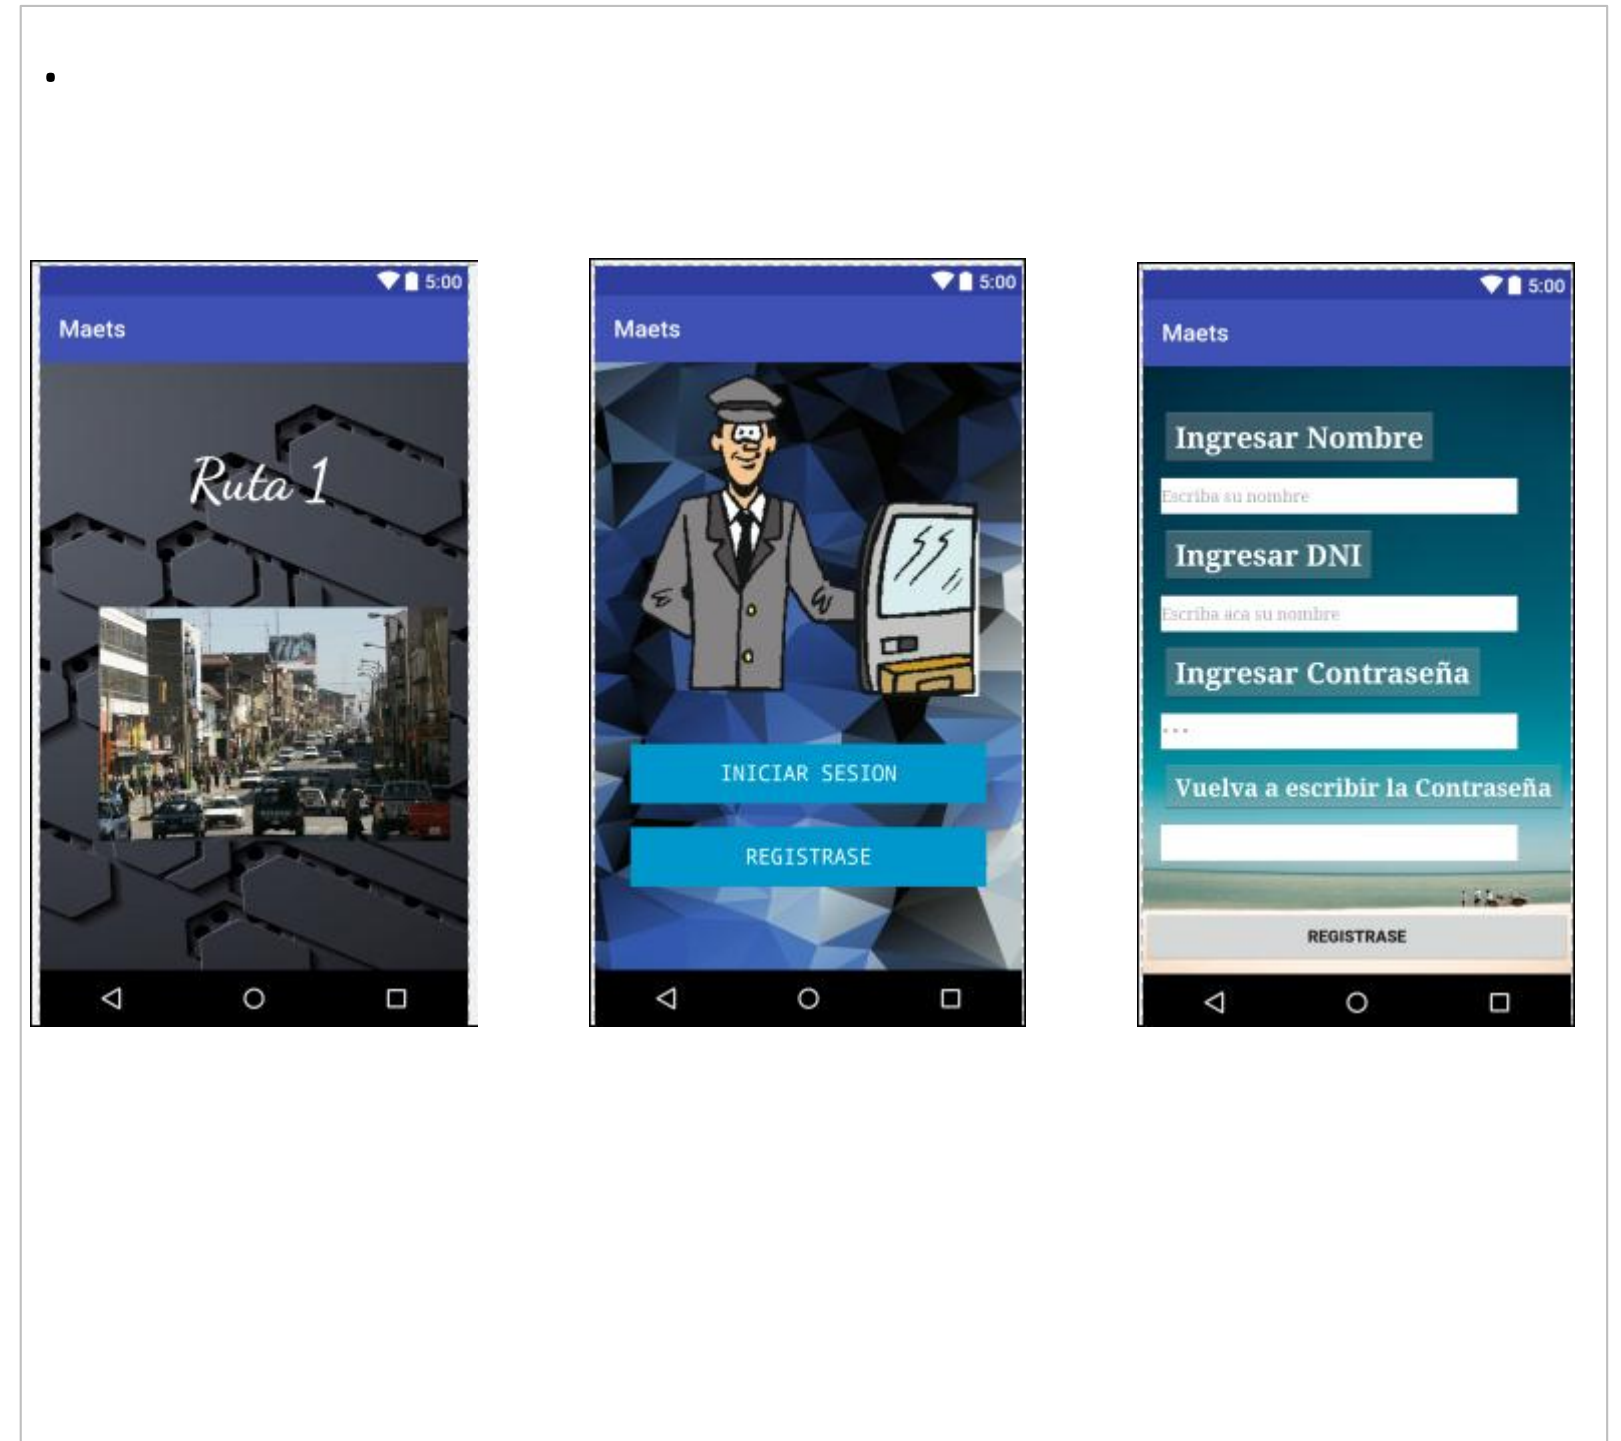 5:00
Maets
Ruta 1
5:00
Maets
INICIAR SESION
REGISTRASE
5:00
Maets
Ingresar Nombre
Escriba su nombre
Ingresar DNI
Escriba aca su nombre
Ingresar Contraseña
***
Vuelva a escribir la Contraseña
REGISTRASE